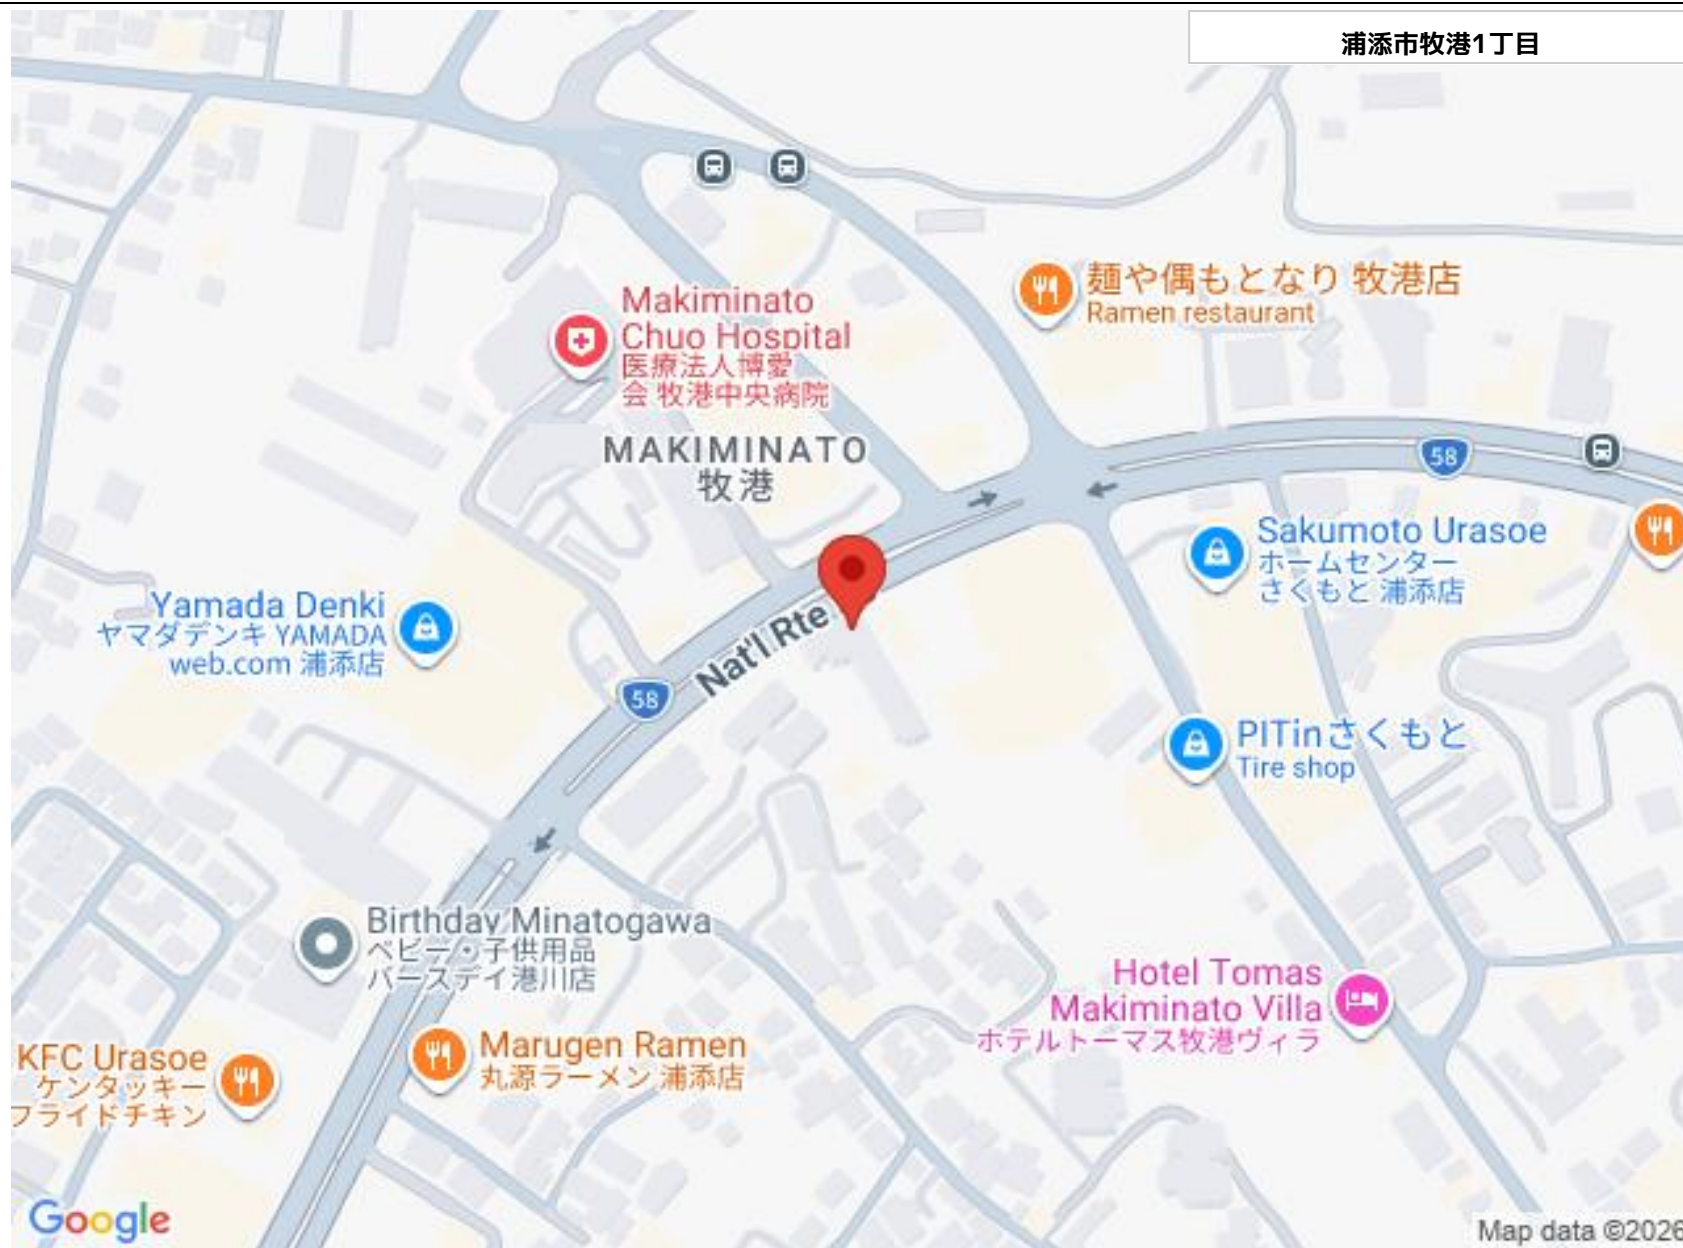 浦添市牧港1丁目
麺や偶もとなり 牧港店
Ramen restaurant
Makiminato
Chuo Hospital
医療法人博愛
会 牧港中央病院
MAKIMINATO
牧港
58
Sakumoto Urasoe
ホームセンター
さくもと 浦添店
Yamada Denki
ヤマダデンキ YAMADA
web.com 浦添店
Nat'l Rte
58
PITinさくもと
Tire shop
Birthday Minatogawa
ベビー・子供用品
バースデイ港川店
Hotel Tomas
Makiminato Villa
ホテルトーマス牧港ヴィラ
KFC Urasoe
ケンタッキー
フライドチキン
Marugen Ramen
丸源ラーメン 浦添店
Google
Map data ©2026